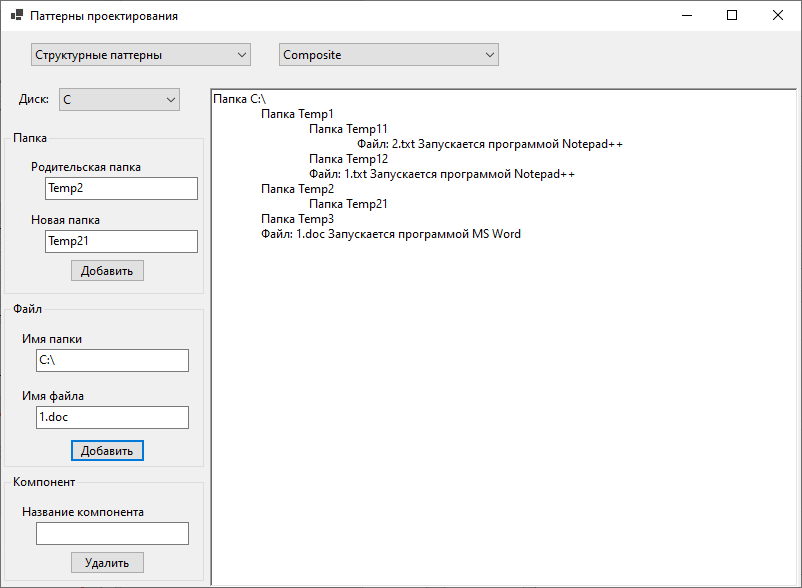 Паттерны проектирования
Структурные паттерны
Composite
Диск:
C
Папка
Родительская папка
Temp2
Новая папка
Temp21
Добавить
Файл
Имя папки
C:\
Имя файла
1.doc
Добавить
Компонент
Название компонента
Удалить
Папка C:\
Папка Temp1
Папка Temp11
Файл: 2.txt Запускается программой Notepad++
Папка Temp12
Файл: 1.txt Запускается программой Notepad++
Папка Temp2
Папка Temp21
Папка Temp3
Файл: 1.doc Запускается программой MS Word